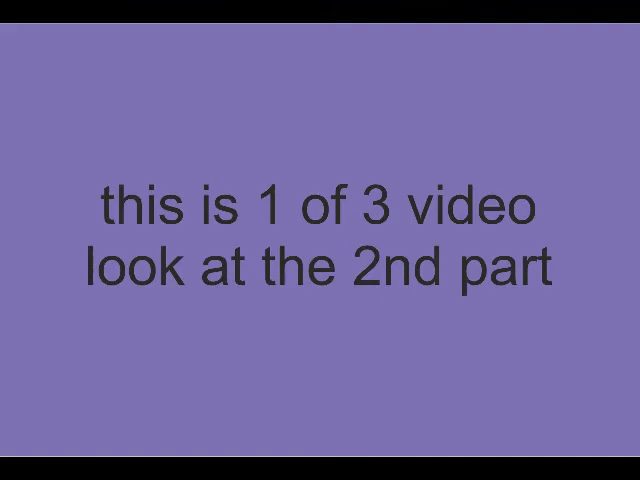 this is 1 of 3 video
look at the 2nd part